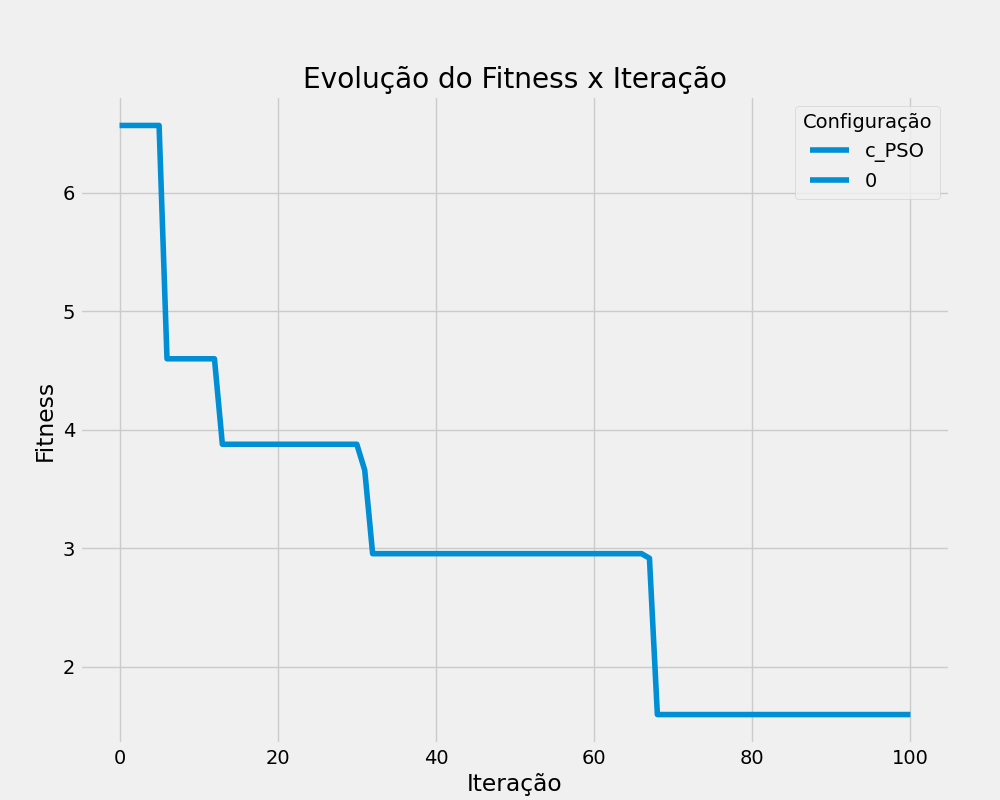 Evolução do Fitness x Iteração
Configuração
c_PSO
0
Fitness
6
5
4
3
2
0 20 40 60 80 100
Iteração